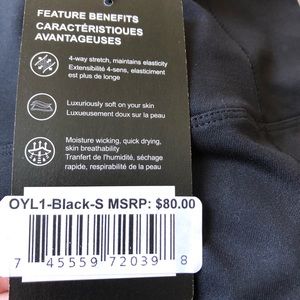 FEATURE BENEFITS
CARACTÉRISTIQUES
AVANTAGEUSES
4-way stretch, maintains elasticity
Extensibilité 4-sens, elasticiment
est plus de longe
Luxuriously soft on your skin
Luxueusement doux sur la peau
Moisture wicking, quick drying,
skin breathability
Tranfert de l'humidité, séchage
rapide, respirabilité de la peau
OYL1-Black-S MSRP: $80.00
7 45559 72039 8